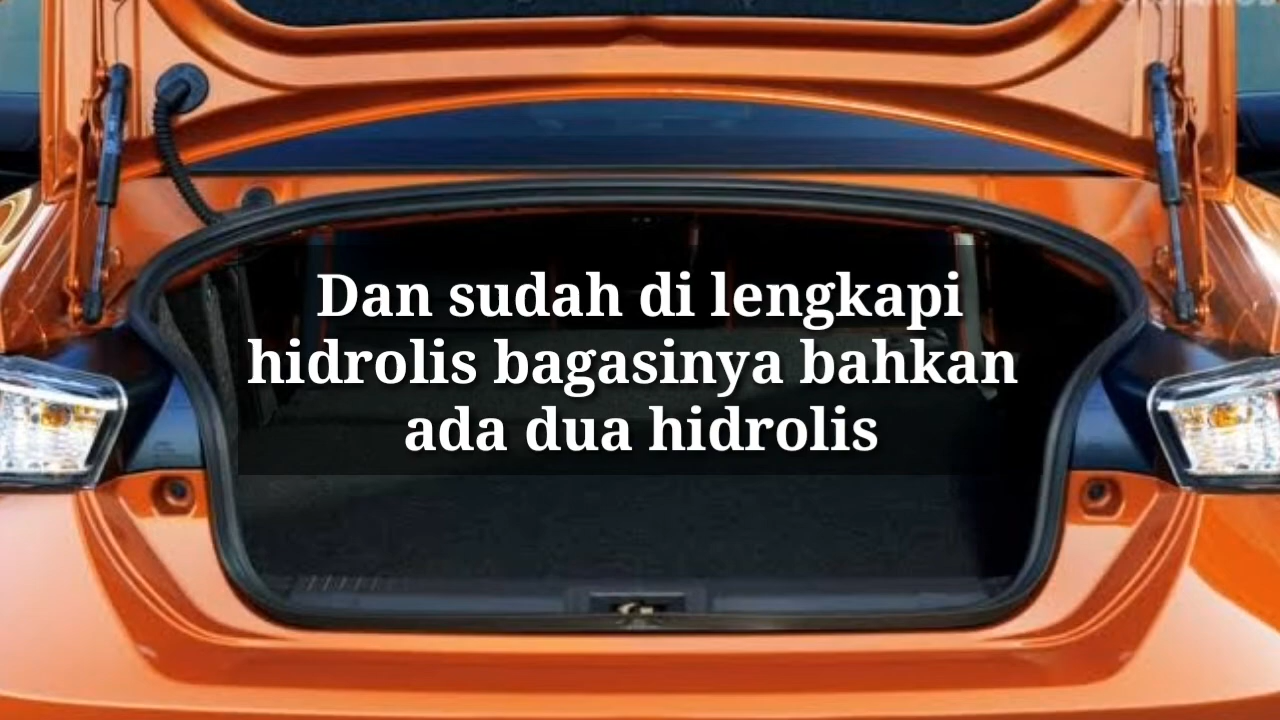 Dan sudah di lengkapi
hidrolis bagasinya bahkan
ada dua hidrolis